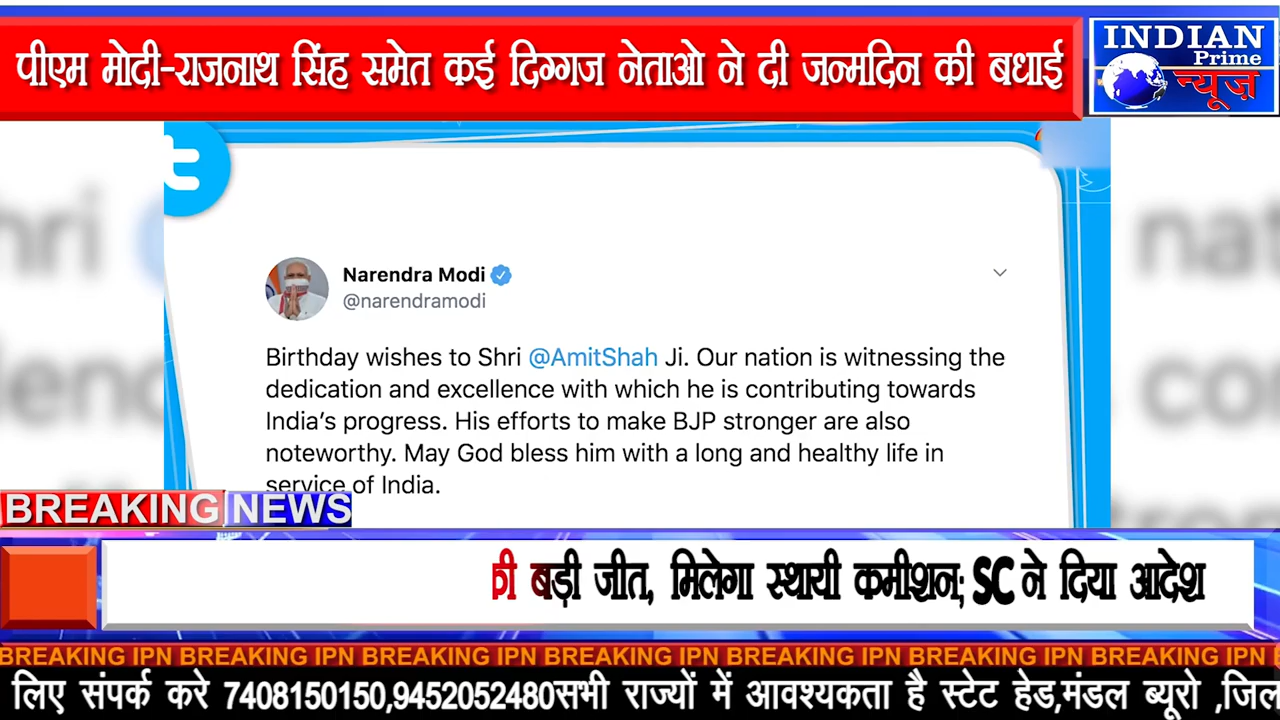 पीएम मोदी-राजनाथ सिंह समेत कई दिग्गज नेताओ ने दी जन्मदिन की बधाई
INDIAN
Prime
न्यूज़
Narendra Modi
@narendramodi
Birthday wishes to Shri @AmitShah Ji. Our nation is witnessing the
dedication and excellence with which he is contributing towards
India's progress. His efforts to make BJP stronger are also
noteworthy. May God bless him with a long and healthy life in
service of India.
BREAKING NEWS
की बड़ी जीत, मिलेगा स्थायी कमीशन; SC ने दिया आदेश
BREAKING IPN BREAKING IPN BREAKING IPN BREAKING IPN BREAKING IPN BREAKING IPN BREAKING IPN
लिए संपर्क करे 7408150150,9452052480सभी राज्यों में आवश्यकता है स्टेट हेड,मंडल ब्यूरो ,जिल